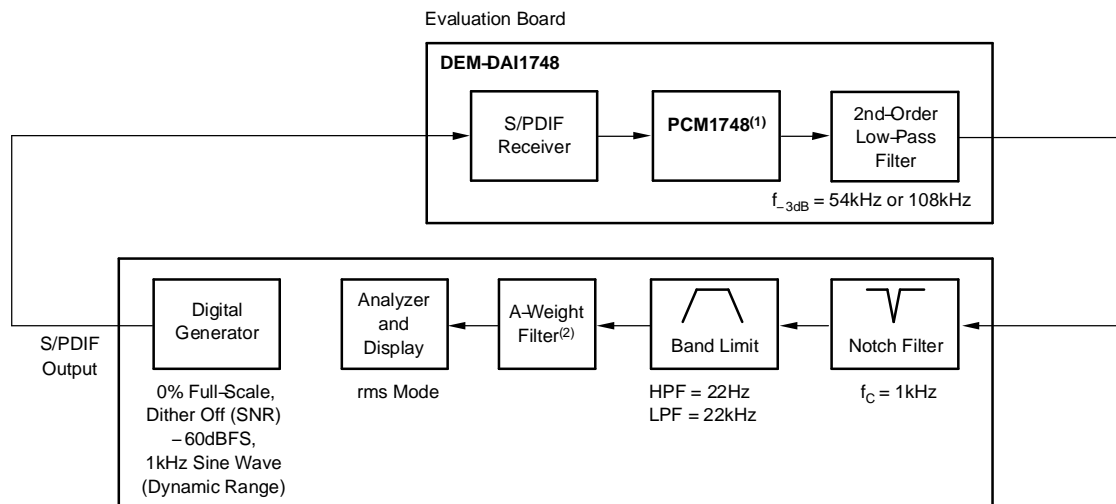 Evaluation Board
DEM-DAI1748
S/PDIF
Receiver
PCM1748(1)
2nd-Order
Low-Pass
Filter
f−3dB = 54kHz or 108kHz
S/PDIF
Output
Digital
Generator
0% Full-Scale,
Dither Off (SNR)
−60dBFS,
1kHz Sine Wave
(Dynamic Range)
Analyzer
and
Display
rms Mode
A-Weight
Filter(2)
Band Limit
HPF = 22Hz
LPF = 22kHz
Notch Filter
fC = 1kHz